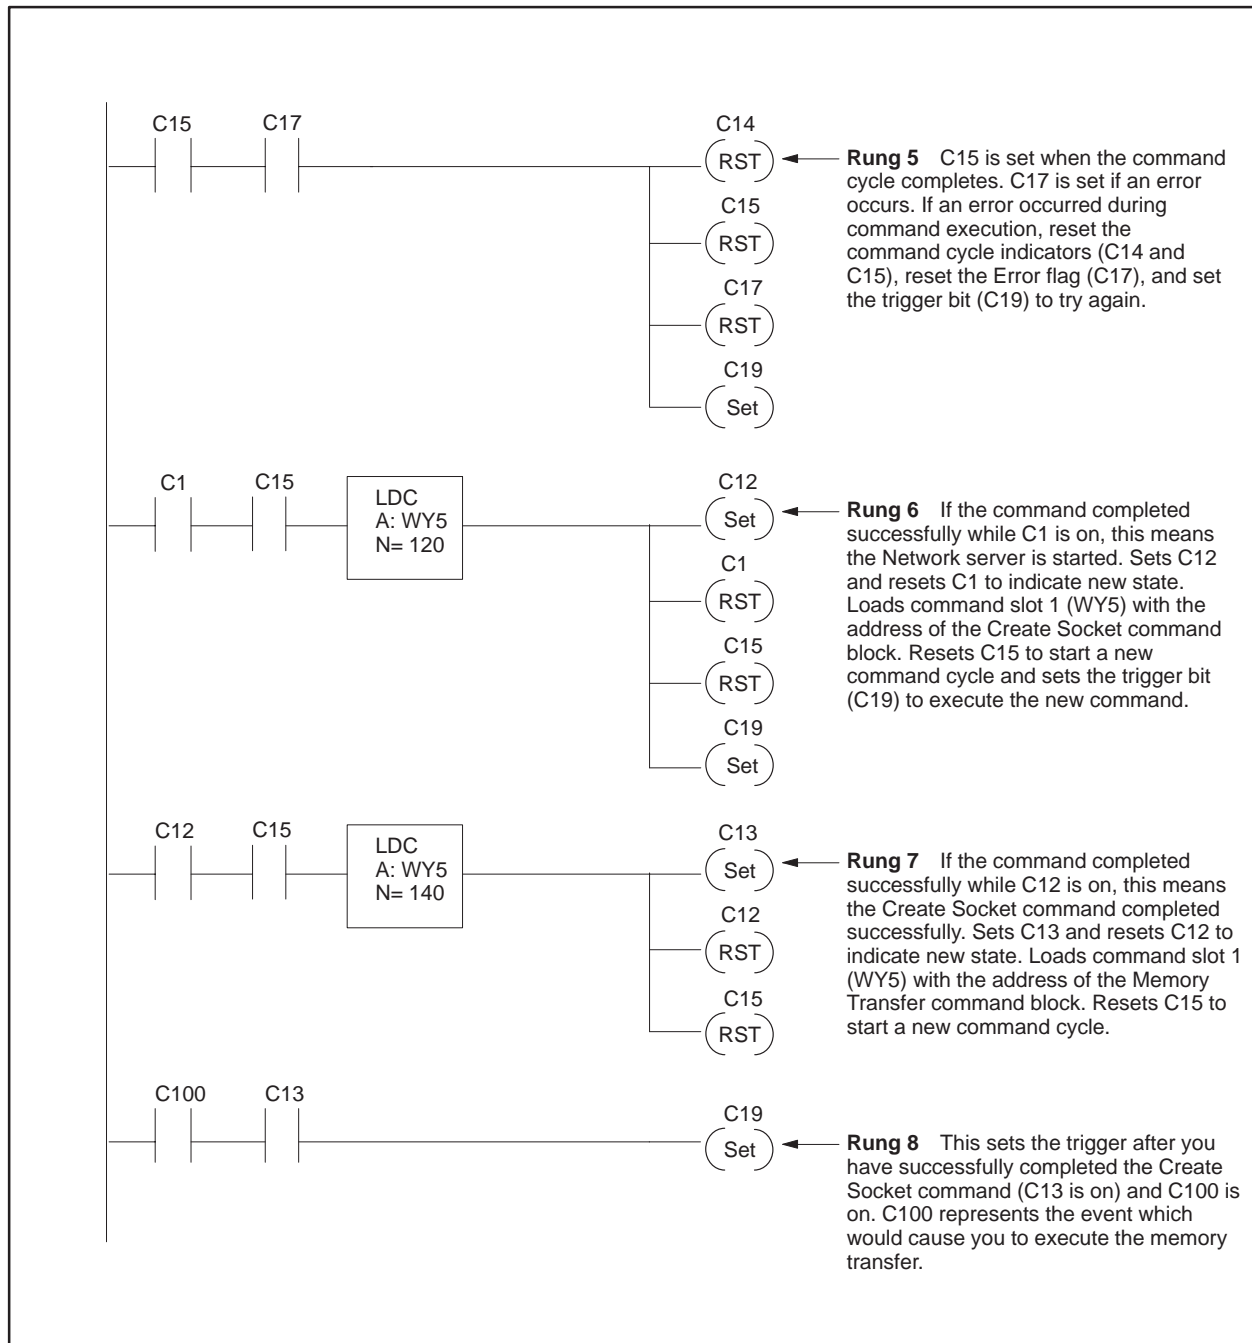 C15 C17 C14
RST
Rung 5 C15 is set when the command
cycle completes. C17 is set if an error
occurs. If an error occurred during
command execution, reset the
command cycle indicators (C14 and
C15), reset the Error flag (C17), and set
the trigger bit (C19) to try again.
C15
RST
C17
RST
C19
Set
C1 C15
LDC
A: WY5
N= 120
C12
Set
Rung 6 If the command completed
successfully while C1 is on, this means
the Network server is started. Sets C12
and resets C1 to indicate new state.
Loads command slot 1 (WY5) with the
address of the Create Socket command
block. Resets C15 to start a new
command cycle and sets the trigger bit
(C19) to execute the new command.
C1
RST
C15
RST
C19
Set
C12 C15
LDC
A: WY5
N= 140
C13
Set
Rung 7 If the command completed
successfully while C12 is on, this means
the Create Socket command completed
successfully. Sets C13 and resets C12 to
indicate new state. Loads command slot 1
(WY5) with the address of the Memory
Transfer command block. Resets C15 to
start a new command cycle.
C12
RST
C15
RST
C100 C13
C19
Set
Rung 8 This sets the trigger after you
have successfully completed the Create
Socket command (C13 is on) and C100 is
on. C100 represents the event which
would cause you to execute the memory
transfer.